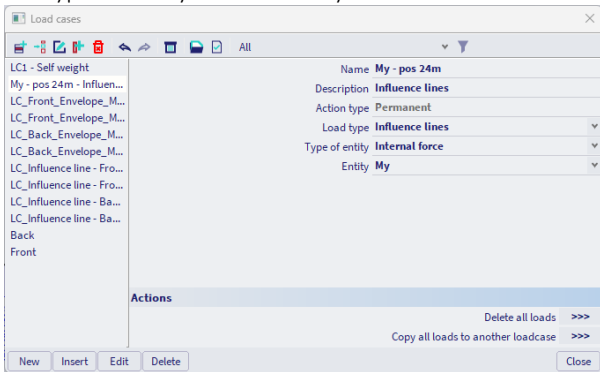 Load cases
All
LC1 - Self weight
My - pos 24m - Influen...
LC_Front_Envelope_M...
LC_Front_Envelope_M...
LC_Back_Envelope_M...
LC_Back_Envelope_M...
LC_Influence line - Fro...
LC_Influence line - Fro...
LC_Influence line - Ba...
LC_Influence line - Ba...
Back
Front
Name My - pos 24m
Description Influence lines
Action type Permanent
Load type Influence lines
Type of entity Internal force
Entity My
Actions
Delete all loads >>>
Copy all loads to another loadcase >>>
New Insert Edit Delete Close